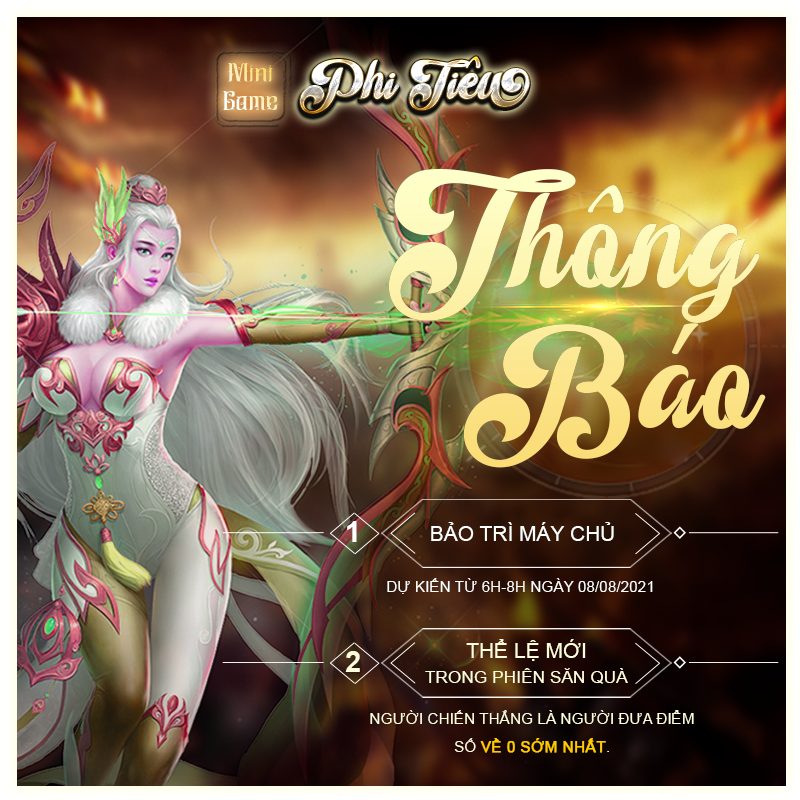 Mini
Game
Phi Tiêu
Thông
Báo
1
BẢO TRÌ MÁY CHỦ
DỰ KIẾN TỪ 6H-8H NGÀY 08/08/2021
2
THỂ LỆ MỚI
TRONG PHIÊN SĂN QUÀ
NGƯỜI CHIẾN THẮNG LÀ NGƯỜI ĐƯA ĐIỂM
SỐ VỀ 0 SỚM NHẤT.